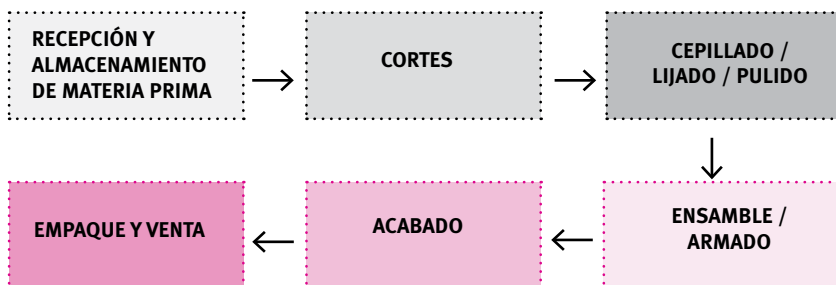 RECEPCIÓN Y
ALMACENAMIENTO
DE MATERIA PRIMA
CORTES
CEPILLADO /
LIJADO / PULIDO
ENSAMBLE /
ARMADO
ACABADO
EMPAQUE Y VENTA